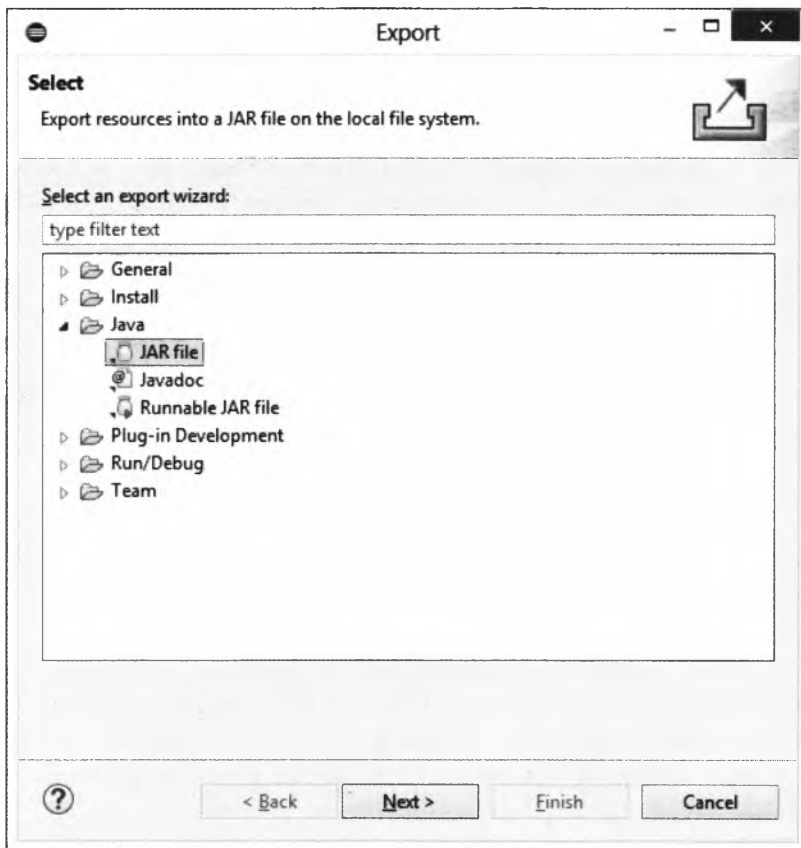 Export
Select
Export resources into a JAR file on the local file system.
Select an export wizard:
type filter text
General
Install
Java
JAR file
Javadoc
Runnable JAR file
Plug-in Development
Run/Debug
Team
? < Back Next > Finish Cancel